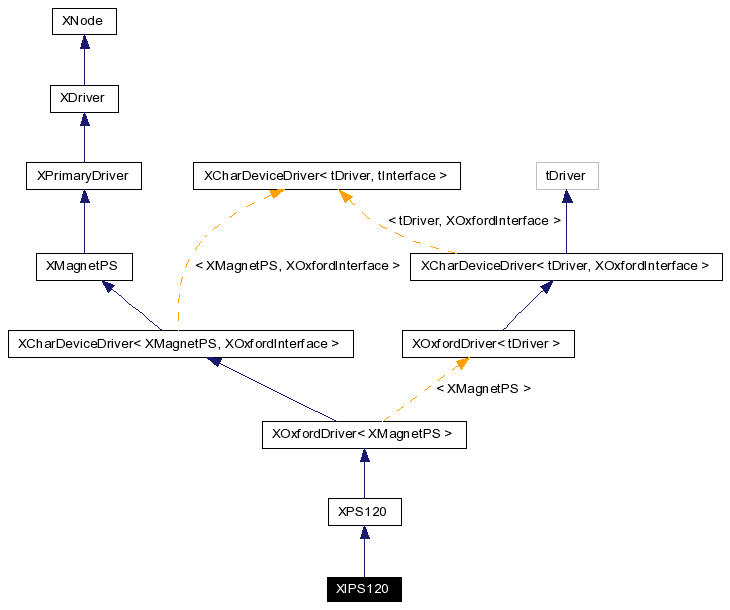 XNode
XDriver
XPrimaryDriver
XCharDeviceDriver< tDriver, tInterface >
tDriver
< tDriver, XOxfordInterface >
XMagnetPS
< XMagnetPS, XOxfordInterface >
XCharDeviceDriver< tDriver, XOxfordInterface >
XCharDeviceDriver< XMagnetPS, XOxfordInterface >
XOxfordDriver< tDriver >
< XMagnetPS >
XOxfordDriver< XMagnetPS >
XPS120
XIPS120